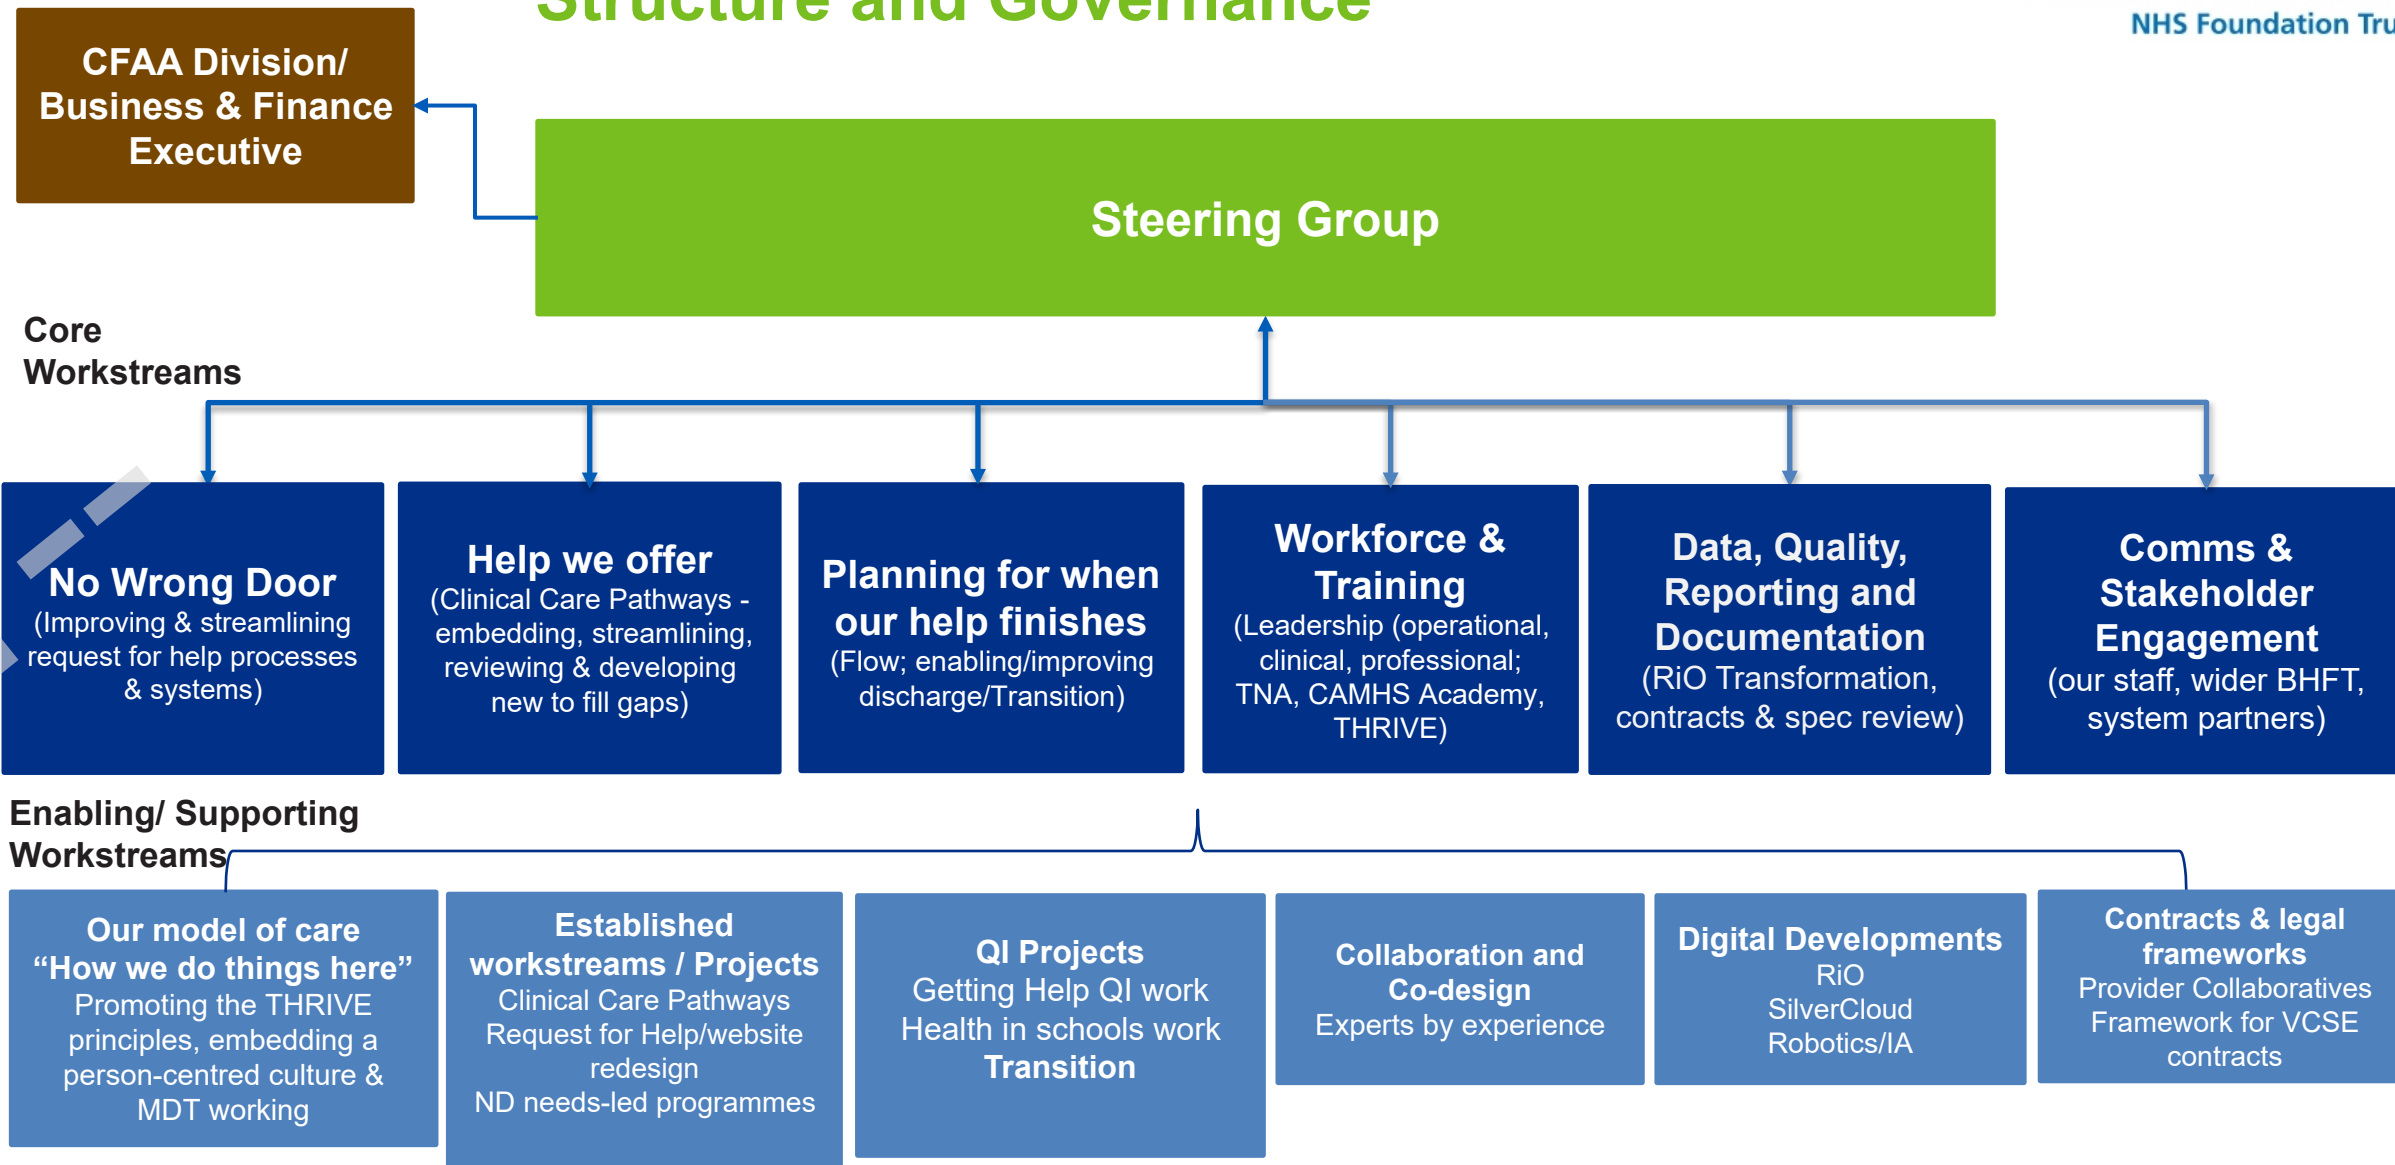 Structure and Governance
NHS Foundation Tru
CFAA Division/
Business & Finance
Executive
Steering Group
Core
Workstreams
No Wrong Door
(Improving & streamlining
request for help processes
& systems)
Help we offer
(Clinical Care Pathways -
embedding, streamlining,
reviewing & developing
new to fill gaps)
Planning for when
our help finishes
(Flow; enabling/improving
discharge/Transition)
Workforce &
Training
(Leadership (operational,
clinical, professional;
TNA, CAMHS Academy,
THRIVE)
Data, Quality,
Reporting and
Documentation
(RiO Transformation,
contracts & spec review)
Comms &
Stakeholder
Engagement
(our staff, wider BHFT,
system partners)
Enabling/ Supporting
Workstreams
Our model of care
“How we do things here”
Promoting the THRIVE
principles, embedding a
person-centred culture &
MDT working
Established
workstreams / Projects
Clinical Care Pathways
Request for Help/website
redesign
ND needs-led programmes
QI Projects
Getting Help QI work
Health in schools work
Transition
Collaboration and
Co-design
Experts by experience
Digital Developments
RiO
SilverCloud
Robotics/IA
Contracts & legal
frameworks
Provider Collaboratives
Framework for VCSE
contracts